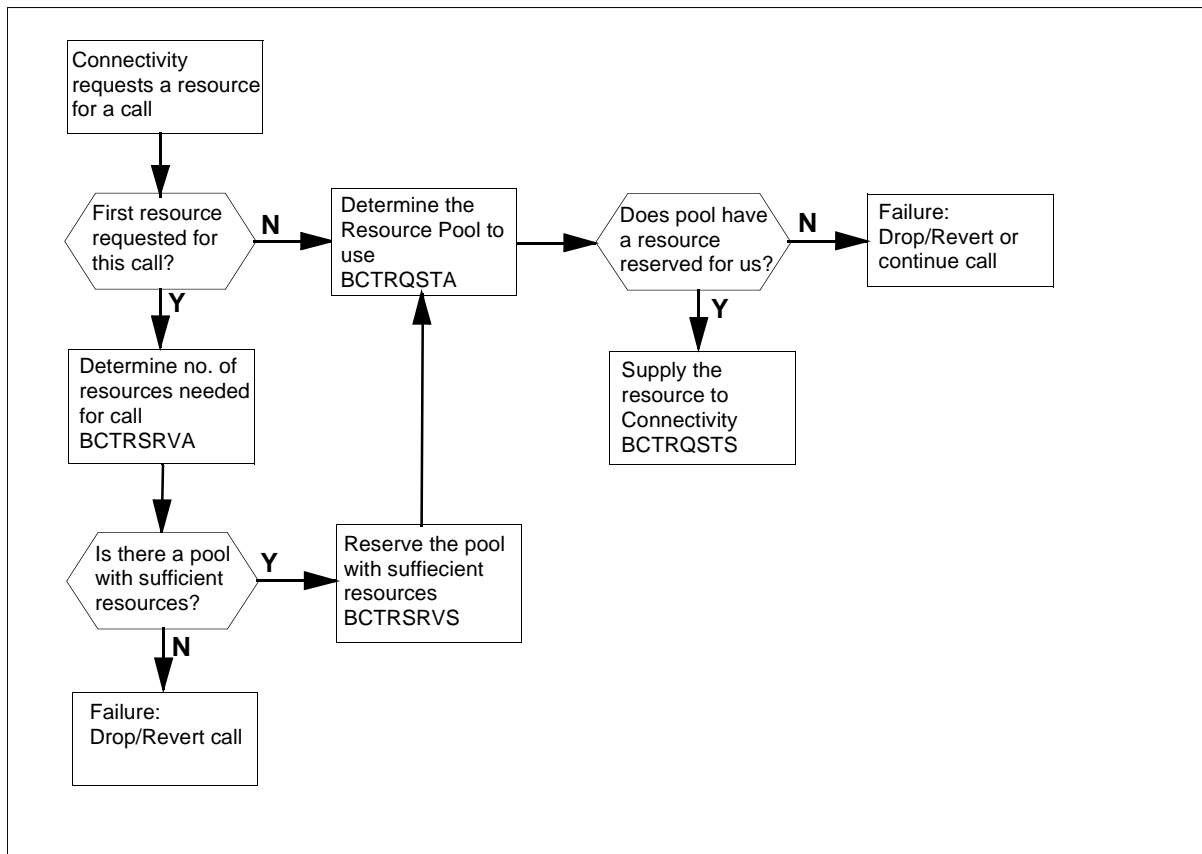 Connectivity
requests a resource
for a call
First resource
requested for
this call?
N
Determine the
Resource Pool to
use
BCTRQSTA
Does pool have
a resource
reserved for us?
N
Failure:
Drop/Revert or
continue call
Y
Determine no. of
resources needed
for call
BCTRSRVA
Y
Supply the
resource to
Connectivity
BCTRQSTS
Is there a pool
with sufficient
resources?
Y
Reserve the pool
with suffiecient
resources
BCTRSRVS
N
Failure:
Drop/Revert call